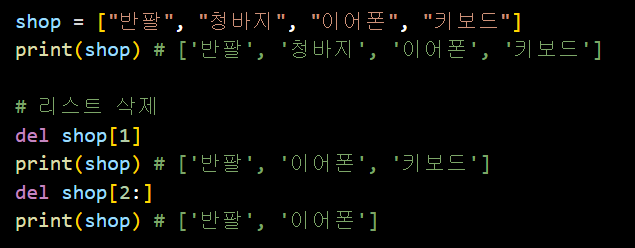 shop = ["반팔", "청바지", "이어폰", "키보드"]
print(shop) # ['반팔', '청바지', '이어폰', '키보드']
# 리스트 삭제
del shop[1]
print(shop) # ['반팔', '이어폰', '키보드']
del shop[2:]
print(shop) # ['반팔', '이어폰']